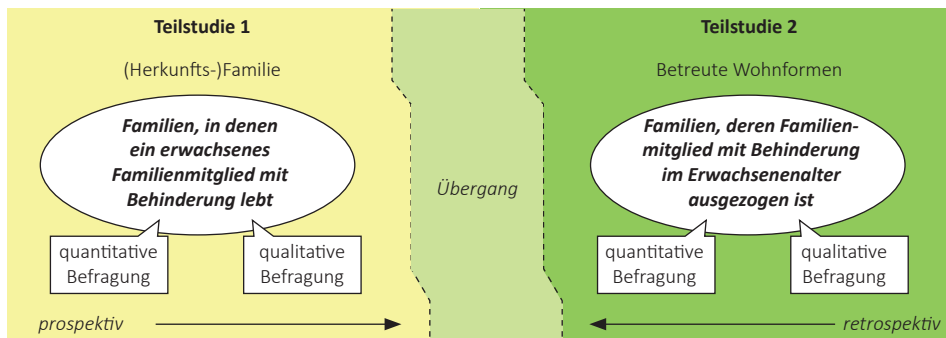 Teilstudie 1
(Herkunfts-)Familie
Familien, in denen
ein erwachsenes
Familienmitglied mit
Behinderung lebt
quantitative
Befragung
qualitative
Befragung
prospektiv
Übergang
Teilstudie 2
Betreute Wohnformen
Familien, deren Familien-
mitglied mit Behinderung
im Erwachsenenalter
ausgezogen ist
quantitative
Befragung
qualitative
Befragung
retrospektiv